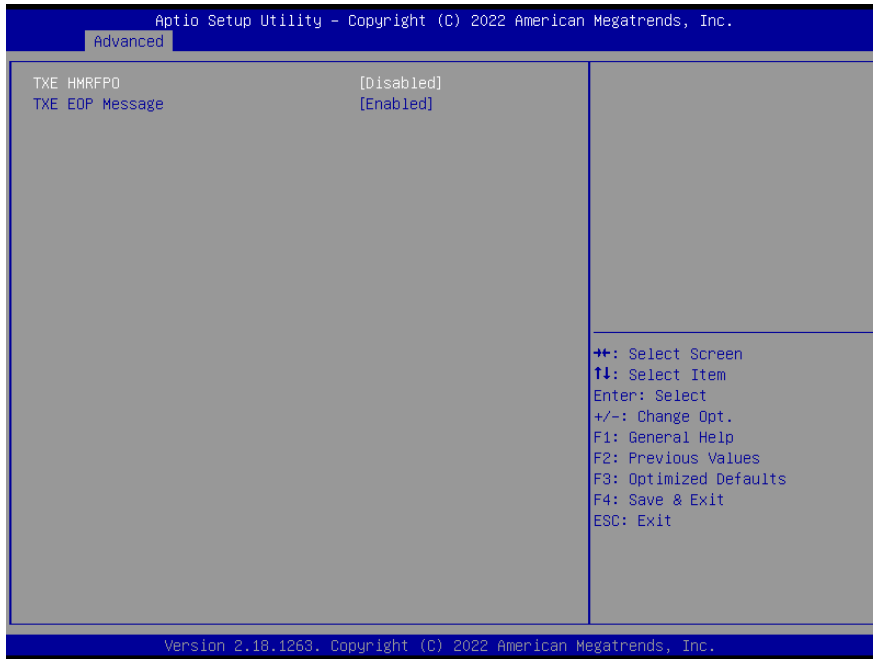 Aptio Setup Utility – Copyright (C) 2022 American Megatrends, Inc.
Advanced
TXE HMRFPO [Disabled]
TXE EOP Message [Enabled]
→←: Select Screen
↑↓: Select Item
Enter: Select
+/-: Change Opt.
F1: General Help
F2: Previous Values
F3: Optimized Defaults
F4: Save & Exit
ESC: Exit
Version 2.18.1263. Copyright (C) 2022 American Megatrends, Inc.